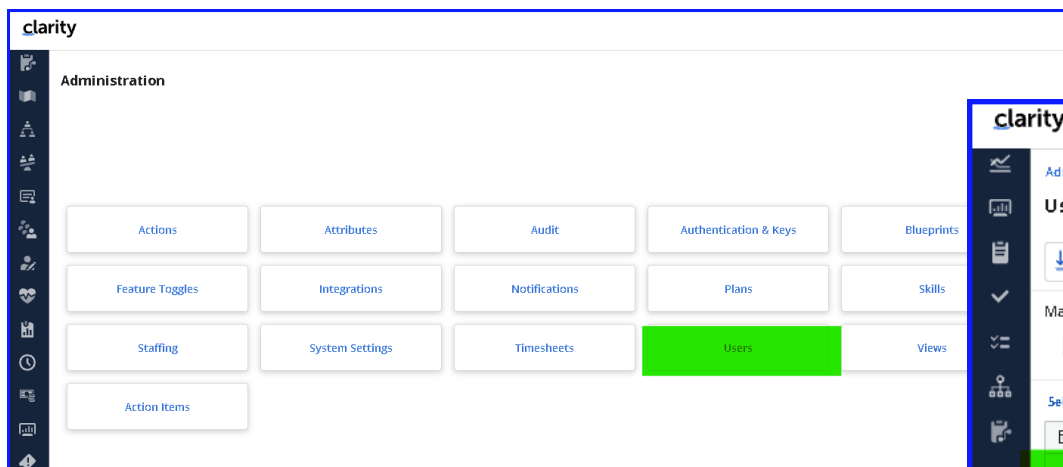 clarity
Administration
Actions Attributes Audit Authentication & Keys Blueprints
Feature Toggles Integrations Notifications Plans Skills
Staffing System Settings Timesheets Users Views
Action Items
clarity